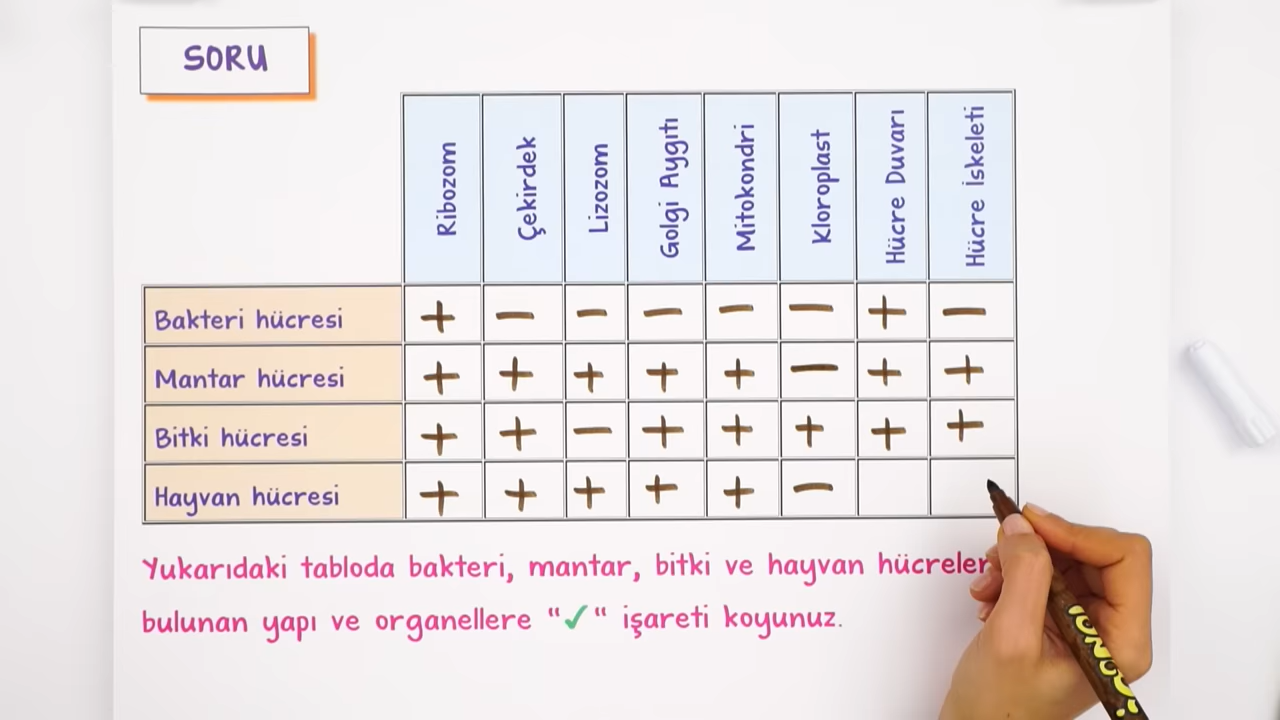 SORU
Ribozom Çekirdek Lizozom Golgi Aygıtı Mitokondri Kloroplast Hücre Duvarı Hücre İskeleti
Bakteri hücresi + - - - - - + -
Mantar hücresi + + + + + - + +
Bitki hücresi + + - + + + + +
Hayvan hücresi + + + + + -
Yukarıdaki tabloda bakteri, mantar, bitki ve hayvan hücreler
bulunan yapı ve organellere "✓" işareti koyunuz.